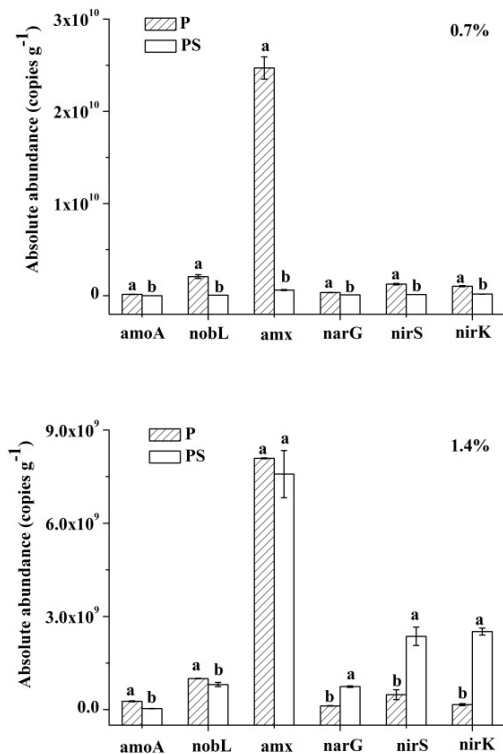 3x10^10
P
PS
0.7%
a
2x10^10
Absolute abundance (copies g^-1)
1x10^10
a
b
a b
b
a b
a
b
a
b
0
amoA nobL amx narG nirS nirK
9.0x10^9
P
PS
1.4%
a a
6.0x10^9
Absolute abundance (copies g^-1)
3.0x10^9
a
a
a
b
a
b
a b
b
b
0.0
amoA nobL amx narG nirS nirK